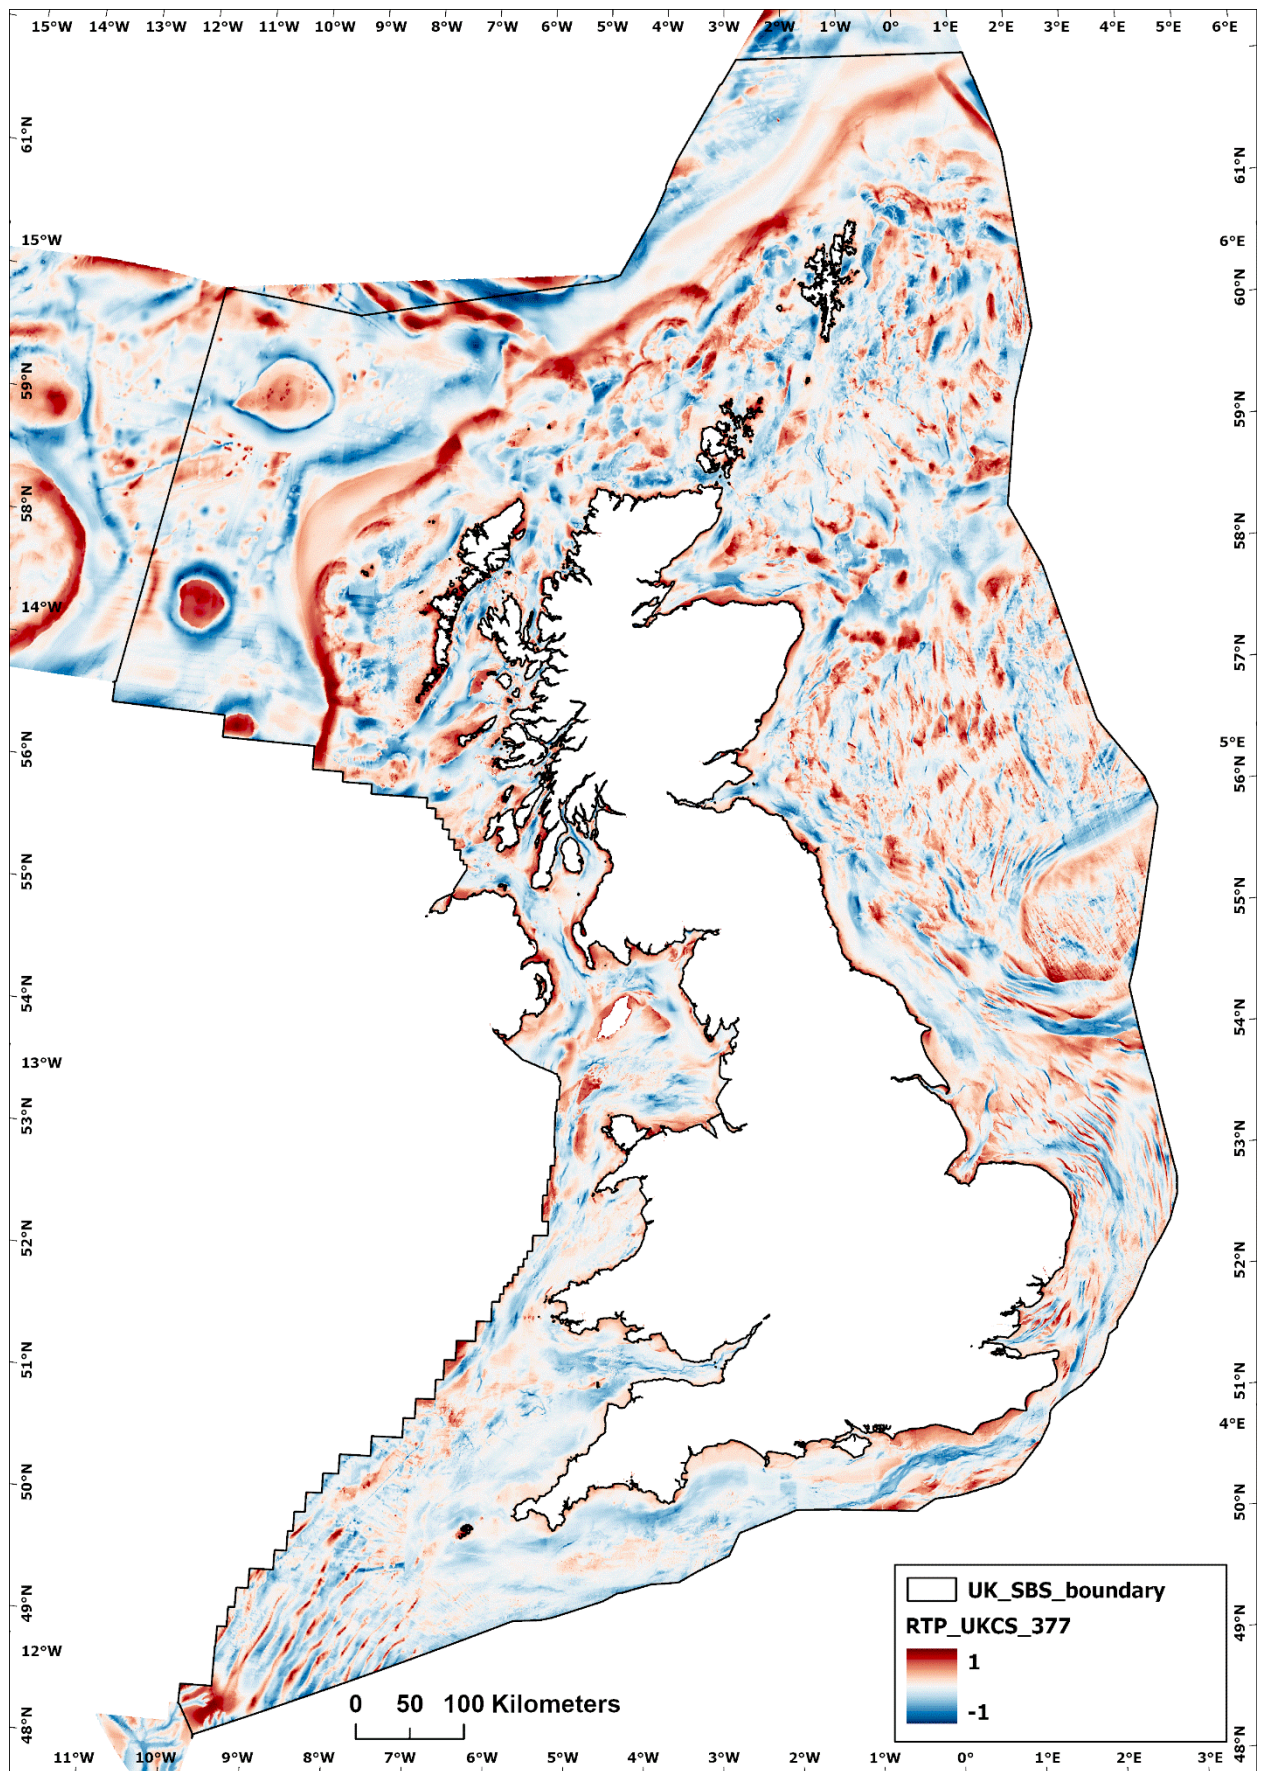 15°W 14°W 13°W 12°W 11°W 10°W 9°W 8°W 7°W 6°W 5°W 4°W 3°W 2°W 1°W 0° 1°E 2°E 3°E 4°E 5°E 6°E
61°N
61°N
15°W
6°E
60°N
59°N
59°N
58°N
58°N
14°W
57°N
5°E
56°N
56°N
55°N
55°N
54°N
54°N
13°W
53°N
53°N
52°N
52°N
51°N
51°N
4°E
50°N
50°N
UK_SBS_boundary
49°N
RTP_UKCS_377
49°N
12°W
1
0 50 100 Kilometers
-1
48°N
48°N
11°W 10°W 9°W 8°W 7°W 6°W 5°W 4°W 3°W 2°W 1°W 0° 1°E 2°E 3°E